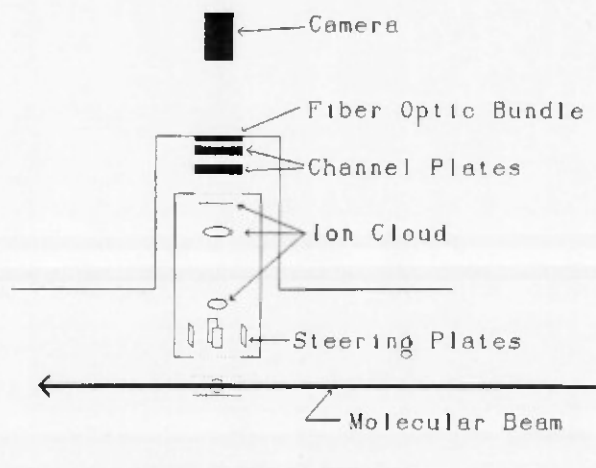 Camera
Fiber Optic Bundle
Channel Plates
Ion Cloud
Steering Plates
Molecular Beam